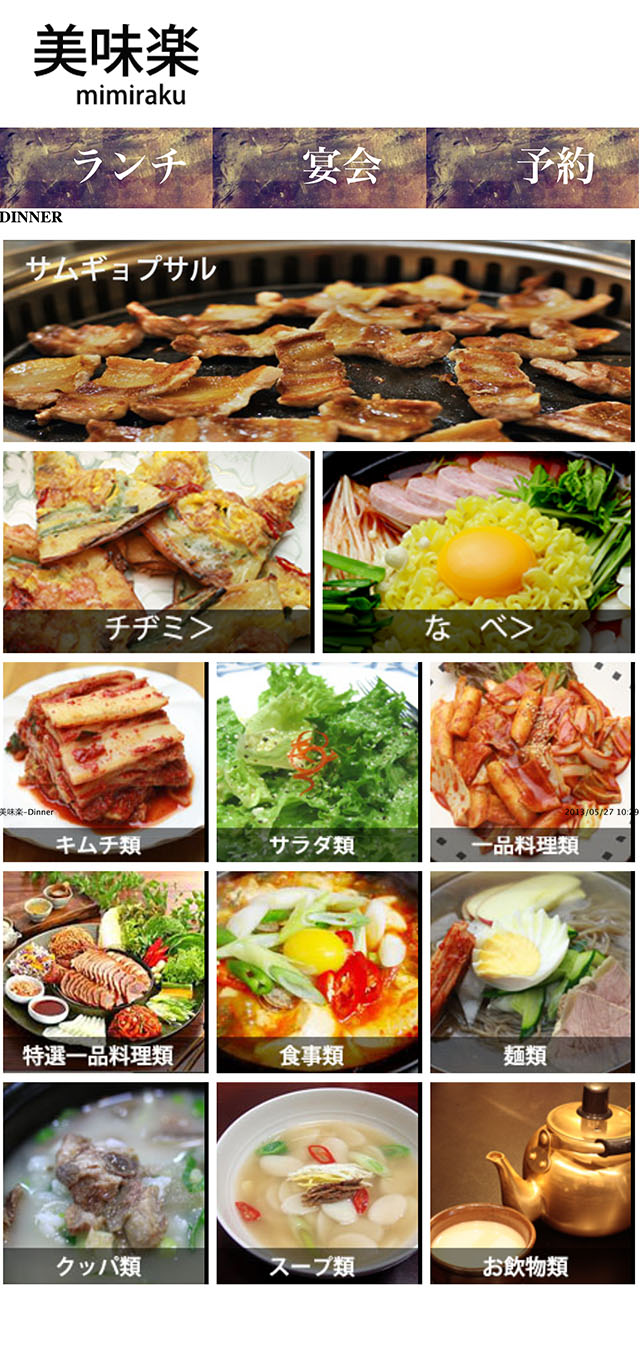 美味楽
mimiraku
ランチ
宴会
予約
DINNER
サムギョプサル
チヂミ＞
な べ＞
美味楽-Dinner
2013/05/27 10:29
キムチ類
サラダ類
一品料理類
特選一品料理類
食事類
麺類
クッパ類
スープ類
お飲物類